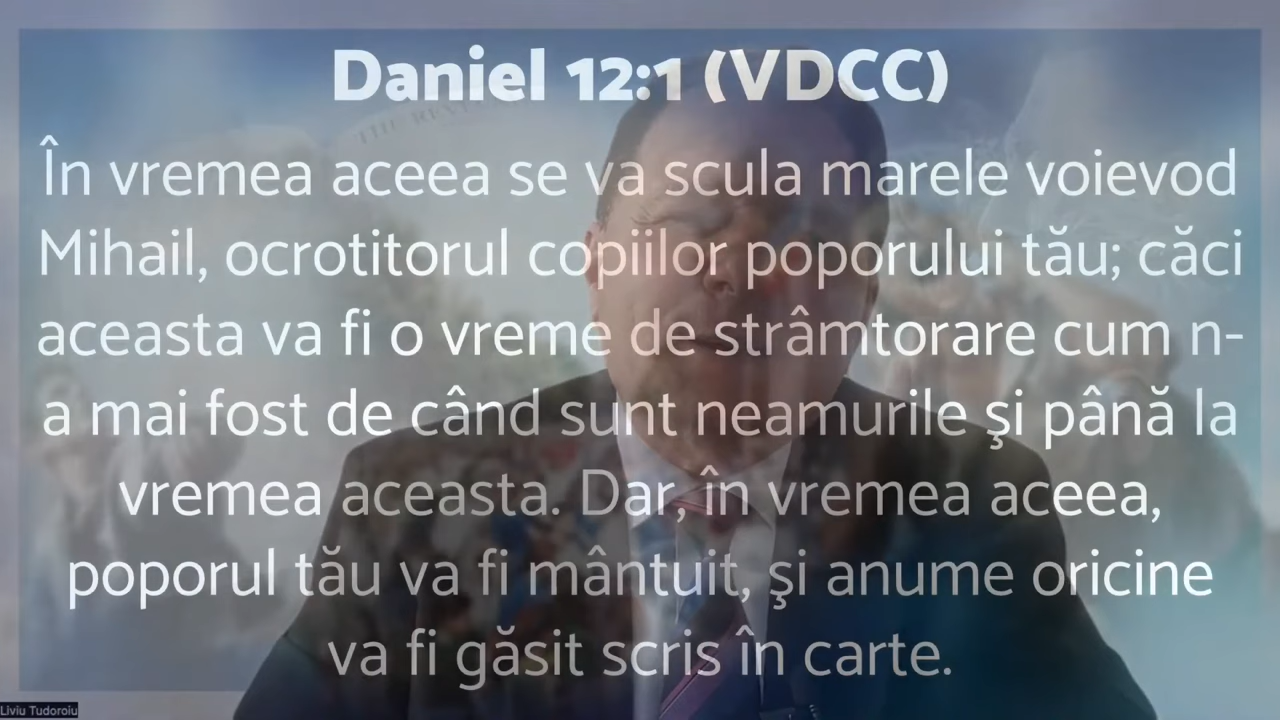 Daniel 12:1 (VDCC)
În vremea aceea se va scula marele voievod
Mihail, ocrotitorul copiilor poporului tău; căci
aceasta va fi o vreme de strâmtorare cum n-
a mai fost de când sunt neamurile şi până la
vremea aceasta. Dar, în vremea aceea,
poporul tău va fi mântuit, şi anume oricine
va fi găsit scris în carte.
Liviu Tudoroiu